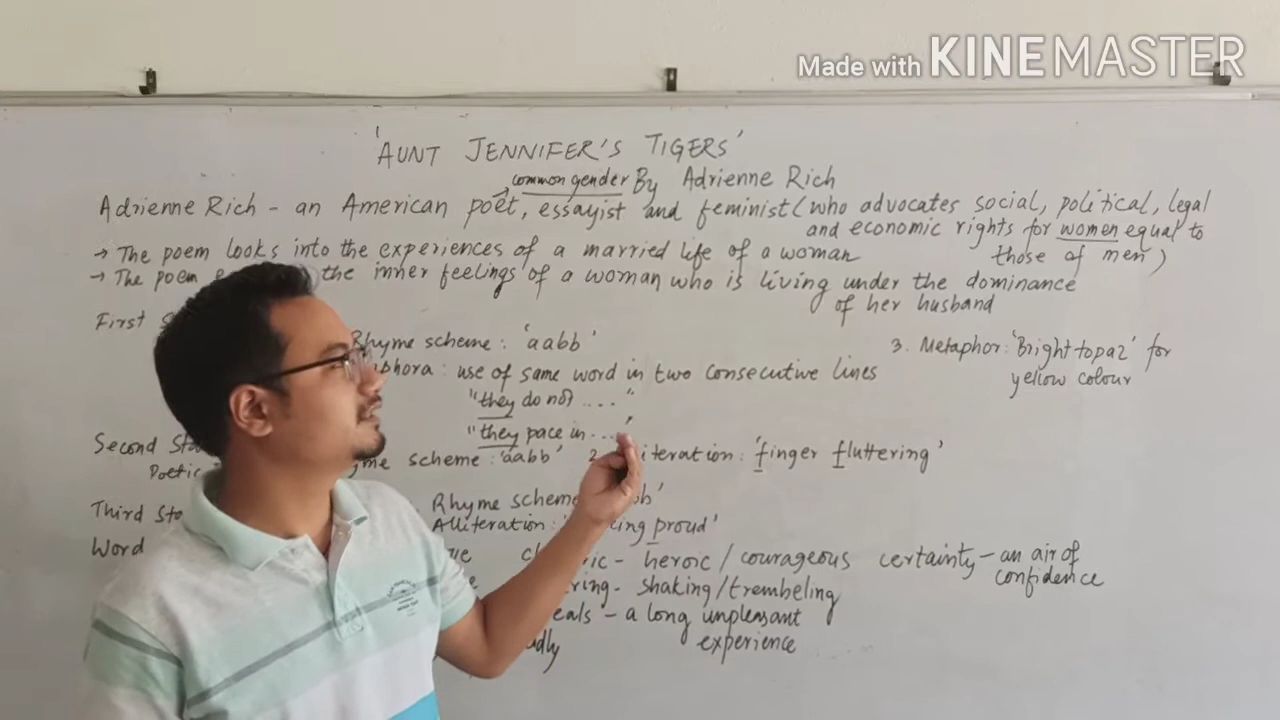 Made with KINEMASTER
'AUNT JENNIFER'S TIGERS'
common gender By Adrienne Rich
Adrienne Rich - an American poet, essayist and feminist (who advocates social, political, legal
and economic rights for women equal to
those of men)
→ The poem looks into the experiences of a married life of a woman
→ The poem the inner feelings of a woman who is living under the dominance
of her husband
First
Rhyme scheme: 'aabb'
3. Metaphor: 'Bright topaz' for
yellow colour
use of same word in two consecutive lines
"they do not ...."
"they pace in ....'
Second
Poetic scheme: 'aabb' 2. 'finger fluttering'
Third Rhyme scheme
Alliteration: proud'
Word heroic / courageous certainty - an air of
confidence
shaking/trembeling
a long unpleasant
experience